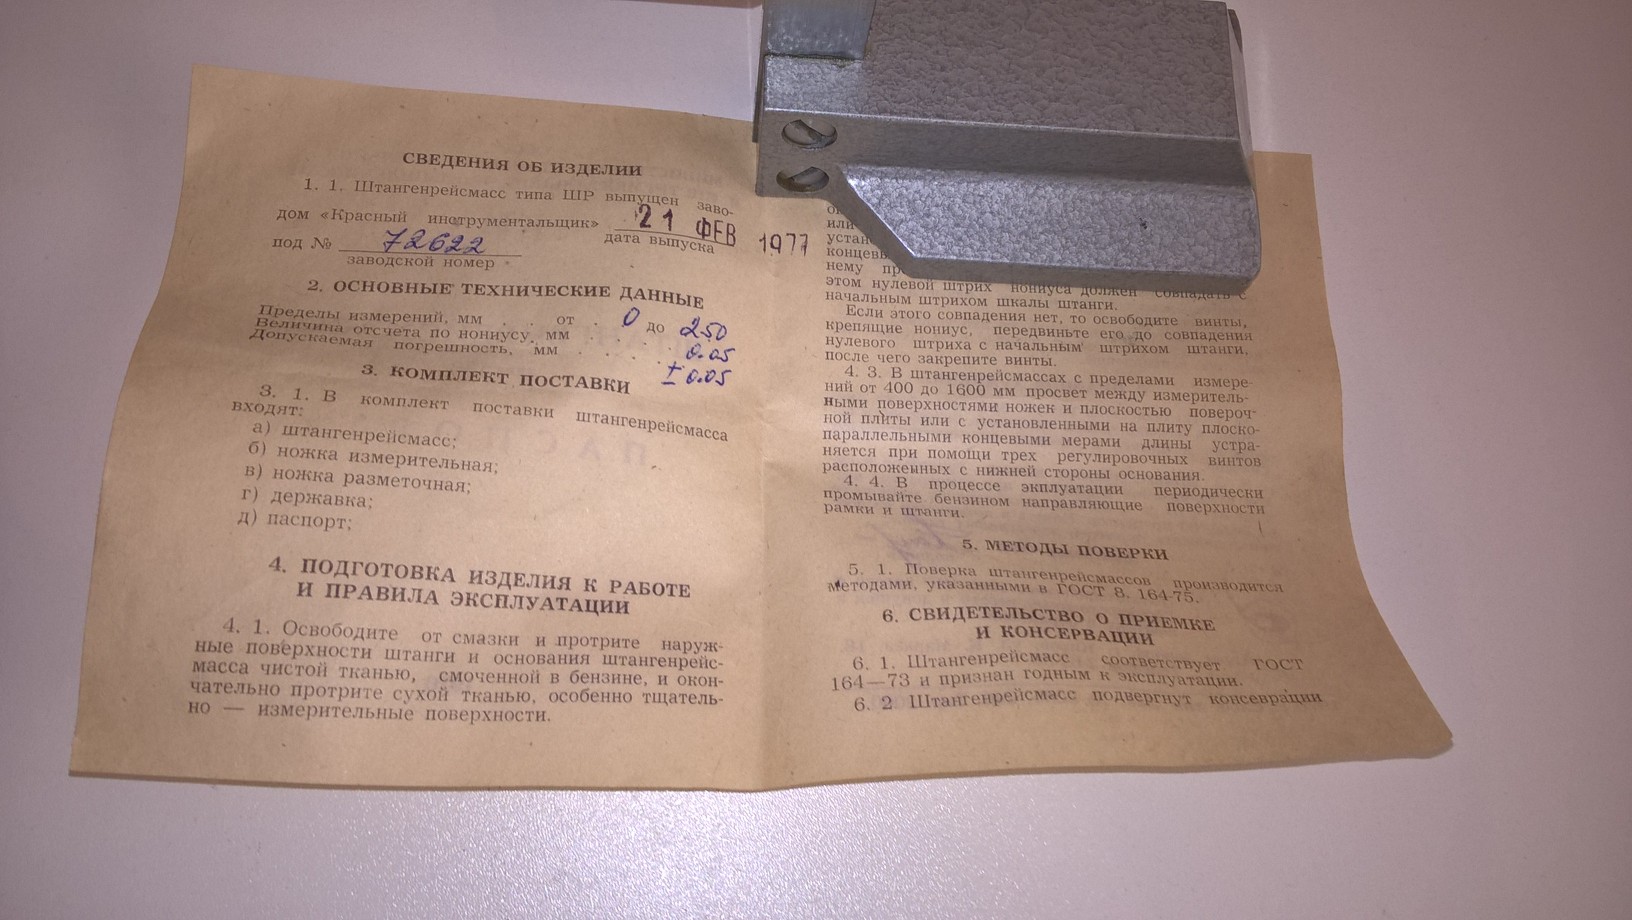 СВЕДЕНИЯ ОБ ИЗДЕЛИИ
1. 1. Штангенрейсмасс типа ШР выпущен заво-
дом «Красный инструментальщик» 21 ФЕВ 1977
дата выпуска
под № 72622
заводской номер
2. ОСНОВНЫЕ ТЕХНИЧЕСКИЕ ДАННЫЕ
Пределы измерений, мм . . от . 0 до 250
Величина отсчета по нониусу, мм . . . . 0.05
Допускаемая погрешность, мм . . . . ± 0.05
3. КОМПЛЕКТ ПОСТАВКИ
3. 1. В комплект поставки штангенрейсмасса
входят:
а) штангенрейсмасс;
б) ножка измерительная;
в) ножка разметочная;
г) державка;
д) паспорт;
4. ПОДГОТОВКА ИЗДЕЛИЯ К РАБОТЕ
И ПРАВИЛА ЭКСПЛУАТАЦИИ
4. 1. Освободите от смазки и протрите наруж-
ные поверхности штанги и основания штангенрейс-
масса чистой тканью, смоченной в бензине, и окон-
чательно протрите сухой тканью, особенно тщатель-
но — измерительные поверхности.
или
нему
этом нулевой штрих нониуса должен совпадать с
начальным штрихом шкалы штанги.
Если этого совпадения нет, то освободите винты,
крепящие нониус, передвиньте его до совпадения
нулевого штриха с начальным штрихом штанги,
после чего закрепите винты.
4. 3. В штангенрейсмассах с пределами измере-
ний от 400 до 1600 мм просвет между измеритель-
ными поверхностями ножек и плоскостью повероч-
ной плиты или с установленными на плиту плоско-
параллельными концевыми мерами длины устра-
няется при помощи трех регулировочных винтов
расположенных с нижней стороны основания.
4. 4. В процессе экплуатации периодически
промывайте бензином направляющие поверхности
рамки и штанги.
5. МЕТОДЫ ПОВЕРКИ
5. 1. Поверка штангенрейсмассов производится
методами, указанными в ГОСТ 8. 164-75.
6. СВИДЕТЕЛЬСТВО О ПРИЕМКЕ
И КОНСЕРВАЦИИ
6. 1. Штангенрейсмасс соответствует ГОСТ
164—73 и признан годным к эксплуатации.
6. 2 Штангенрейсмасс подвергнут консеврации